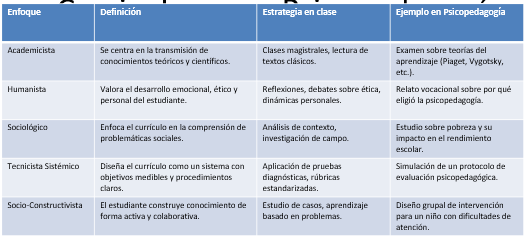 Enfoque Definición Estrategia en clase Ejemplo en Psicopedagogía
Academicista Se centra en la transmisión de Clases magistrales, lectura de Examen sobre teorías del
conocimientos teóricos y científicos. textos clásicos. aprendizaje (Piaget, Vygotsky,
etc.).
Humanista Valora el desarrollo emocional, ético y Reflexiones, debates sobre ética, Relato vocacional sobre por qué
personal del estudiante. dinámicas personales. eligió la psicopedagogía.
Sociológico Enfoca el currículo en la comprensión de Análisis de contexto, Estudio sobre pobreza y su
problemáticas sociales. investigación de campo. impacto en el rendimiento
escolar.
Tecnicista Sistémico Diseña el currículo como un sistema con Aplicación de pruebas Simulación de un protocolo de
objetivos medibles y procedimientos diagnósticas, rúbricas evaluación psicopedagógica.
claros. estandarizadas.
Socio-Constructivista El estudiante construye conocimiento de Estudio de casos, aprendizaje Diseño grupal de intervención
forma activa y colaborativa. basado en problemas. para un niño con dificultades de
atención.